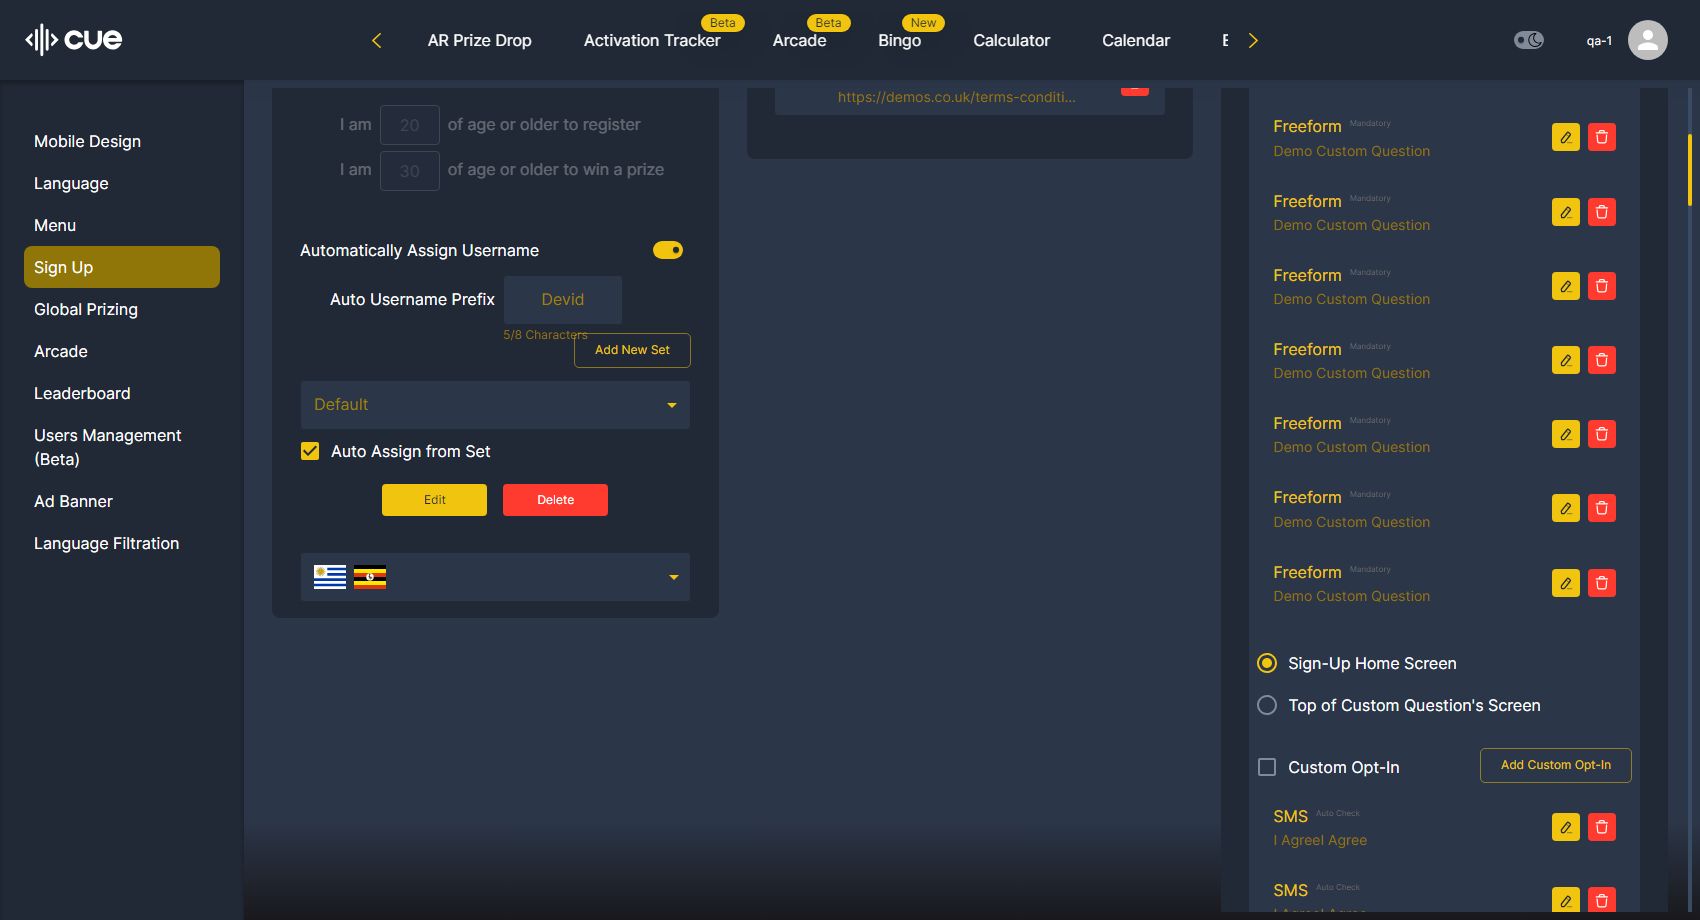 cue
AR Prize Drop
Activation Tracker
Beta
Arcade
Beta
Bingo
New
Calculator
Calendar
qa-1
Mobile Design
Language
Menu
Sign Up
Global Prizing
Arcade
Leaderboard
Users Management
(Beta)
Ad Banner
Language Filtration
I am 20 of age or older to register
I am 30 of age or older to win a prize
Automatically Assign Username
Auto Username Prefix Devid
5/8 Characters
Add New Set
Default
Auto Assign from Set
Edit Delete
https://demos.co.uk/terms-conditi...
Freeform Mandatory
Demo Custom Question
Freeform Mandatory
Demo Custom Question
Freeform Mandatory
Demo Custom Question
Freeform Mandatory
Demo Custom Question
Freeform Mandatory
Demo Custom Question
Freeform Mandatory
Demo Custom Question
Freeform Mandatory
Demo Custom Question
Sign-Up Home Screen
Top of Custom Question's Screen
Custom Opt-In Add Custom Opt-In
SMS Auto Check
I AgreeI Agree
SMS Auto Check